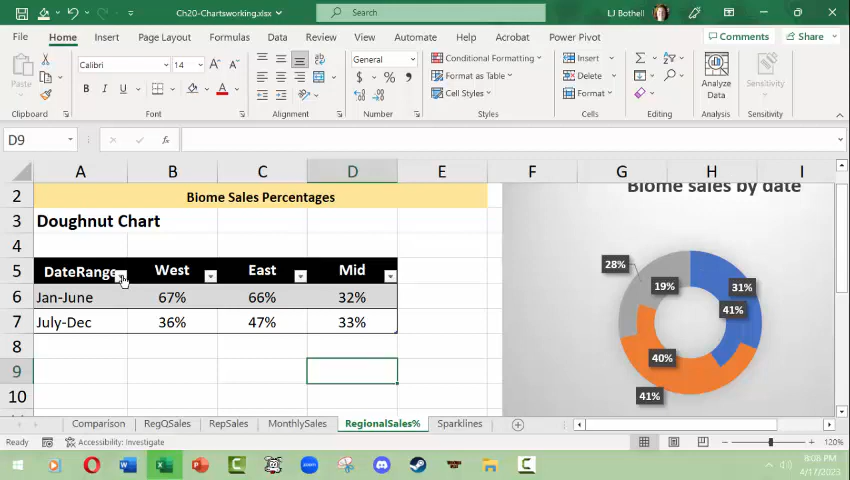 Ch20-Chartsworking.xlsx
Search
LJ Bothell
File Home Insert Page Layout Formulas Data Review View Automate Help Acrobat Power Pivot Comments Share
Paste
Calibri 14
General
Conditional Formatting
Format as Table
Cell Styles
Insert
Delete
Format
Analyze
Data
Sensitivity
Clipboard Font Alignment Number Styles Cells Editing Analysis Sensitivity
D9
A B C D E F G H I
2 Biome Sales Percentages
Biome sales by date
3 Doughnut Chart
4
5 DateRange West East Mid
6 Jan-June 67% 66% 32%
7 July-Dec 36% 47% 33%
8
9
10
28%
19%
31%
41%
40%
41%
Comparison RegQSales RepSales MonthlySales RegionalSales% Sparklines
Ready Accessibility: Investigate 120%
8:08 PM
4/17/2023